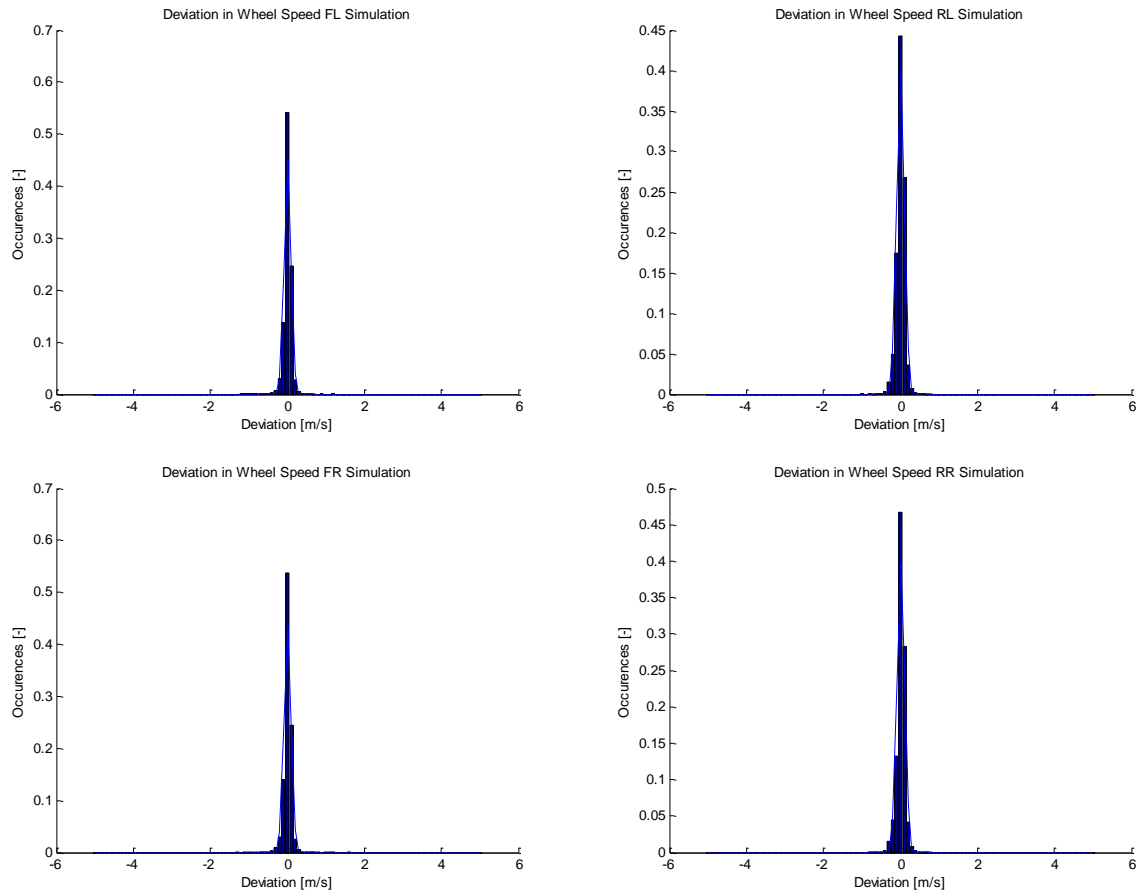 Deviation in Wheel Speed FL Simulation
0.7
0.6
0.5
0.4
0.3
0.2
0.1
0
Occurences [-]
-6 -4 -2 0 2 4 6
Deviation [m/s]
Deviation in Wheel Speed RL Simulation
0.45
0.4
0.35
0.3
0.25
0.2
0.15
0.1
0.05
0
Occurences [-]
-6 -4 -2 0 2 4 6
Deviation [m/s]
Deviation in Wheel Speed FR Simulation
0.7
0.6
0.5
0.4
0.3
0.2
0.1
0
Occurences [-]
-6 -4 -2 0 2 4 6
Deviation [m/s]
Deviation in Wheel Speed RR Simulation
0.5
0.45
0.4
0.35
0.3
0.25
0.2
0.15
0.1
0.05
0
Occurences [-]
-6 -4 -2 0 2 4 6
Deviation [m/s]